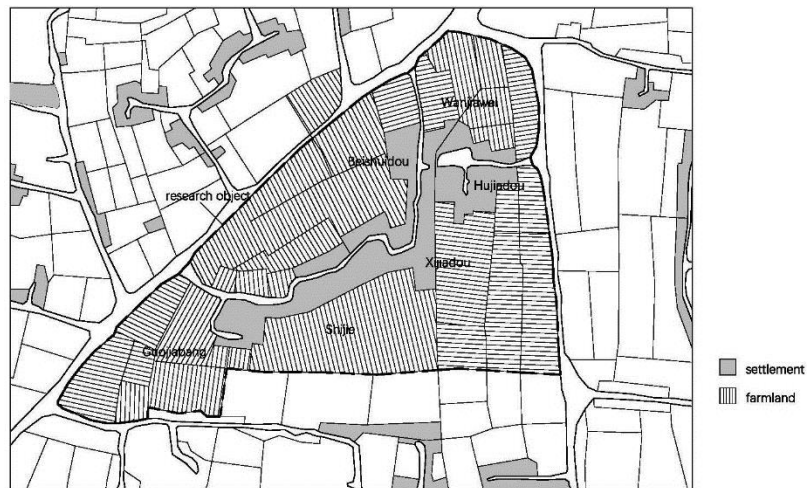 Wanjiawei
Beishuidou
Hujiadou
research object
Xijiadou
Shijie
Guojiabang
settlement
farmland